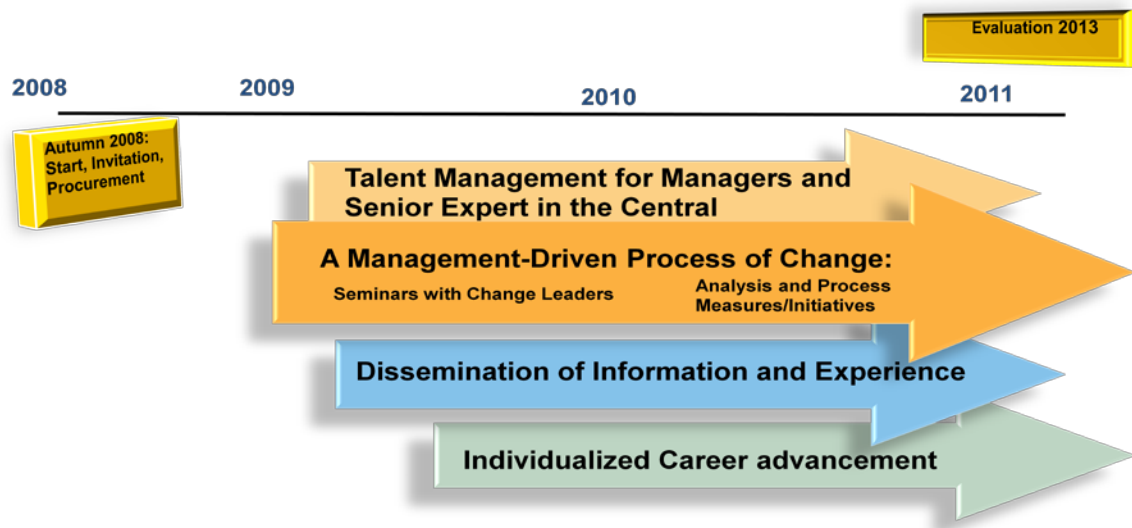 Evaluation 2013
2008
2009
2010
2011
Autumn 2008:
Start, Invitation,
Procurement
Talent Management for Managers and
Senior Expert in the Central
A Management-Driven Process of Change:
Seminars with Change Leaders
Analysis and Process
Measures/Initiatives
Dissemination of Information and Experience
Individualized Career advancement